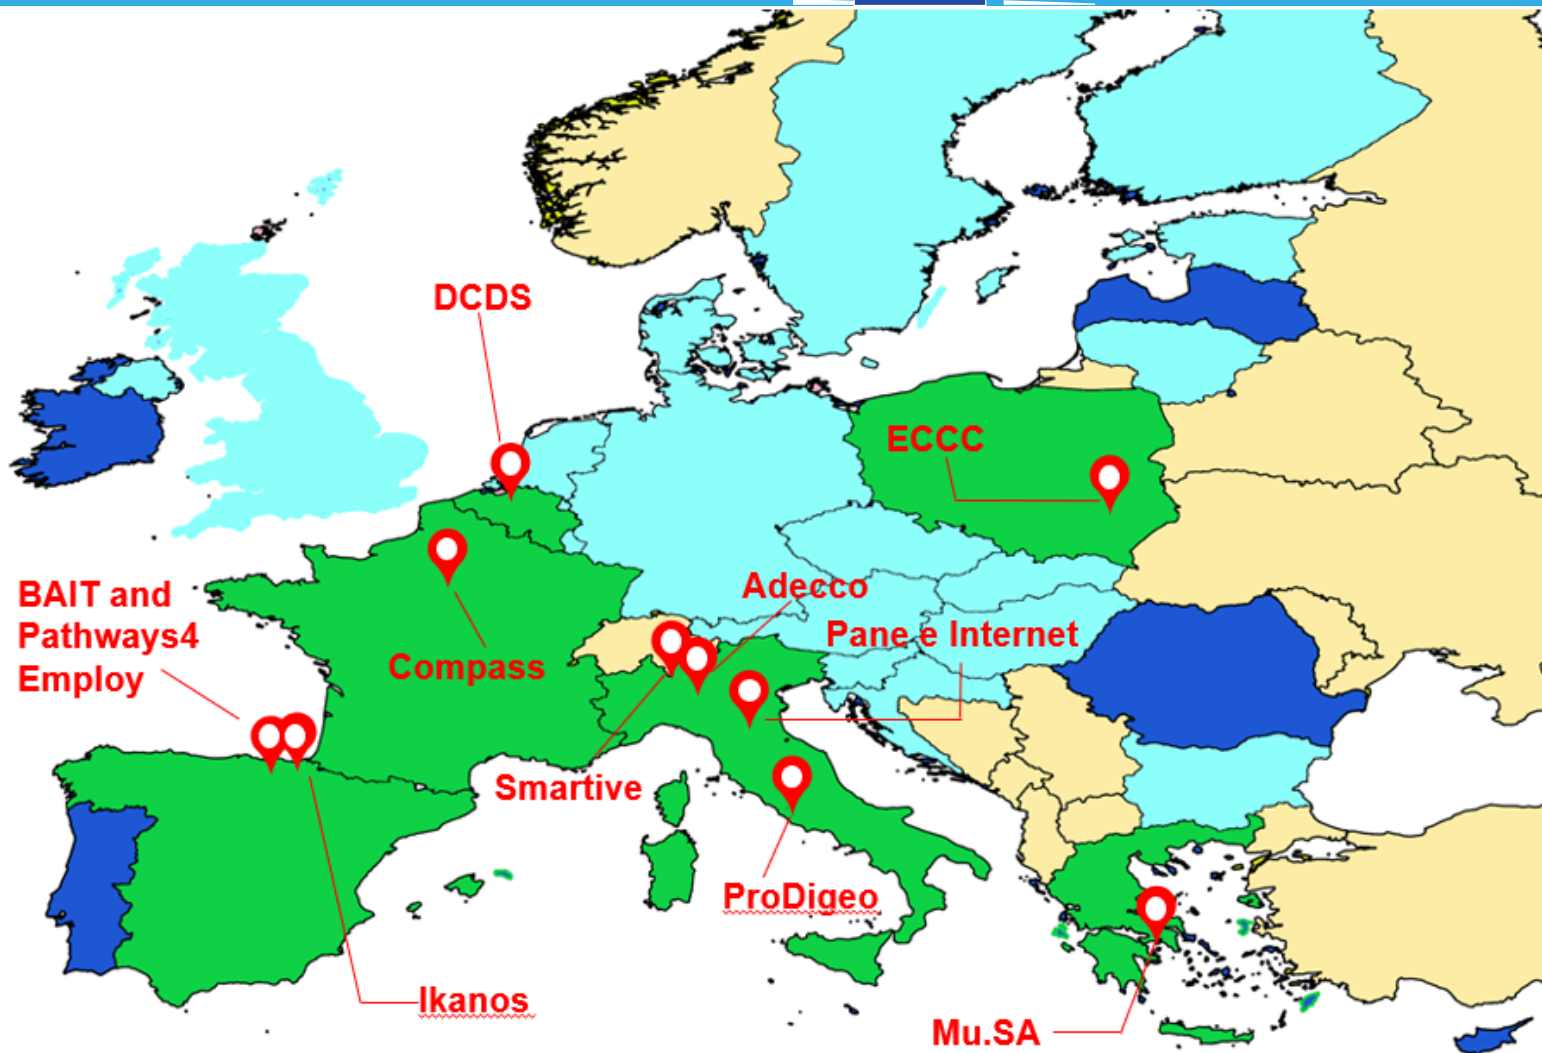 DCDS
ECCC
BAIT and
Pathways4
Employ
Adecco
Pane e Internet
Compass
Smartive
ProDigeo
Ikanos
Mu.SA